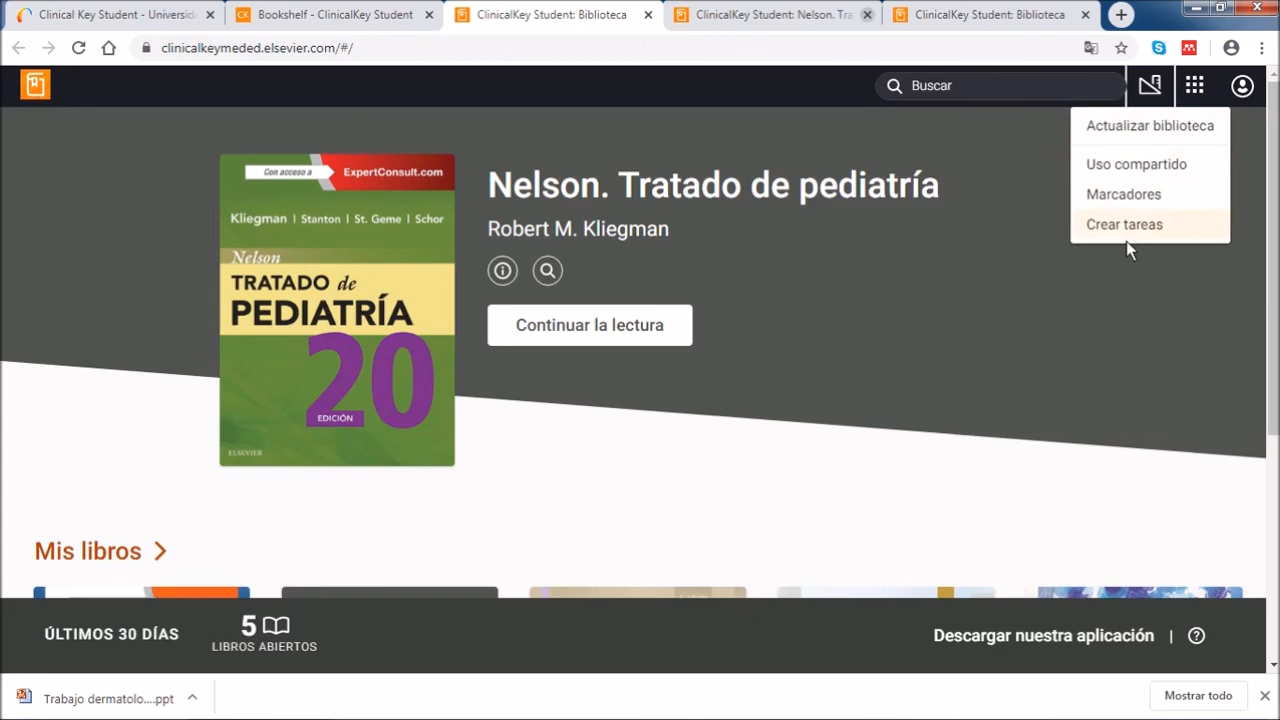 Clinical Key Student - Universid
Bookshelf - ClinicalKey Student
ClinicalKey Student: Biblioteca
ClinicalKey Student: Nelson. Tra
ClinicalKey Student: Biblioteca
clinicalkeymeded.elsevier.com/#/
Buscar
Actualizar biblioteca
Uso compartido
Marcadores
Crear tareas
Con acceso a ExpertConsult.com
Kliegman | Stanton | St. Geme | Schor
Nelson
TRATADO de
PEDIATRÍA
20
EDICIÓN
ELSEVIER
Nelson. Tratado de pediatría
Robert M. Kliegman
Continuar la lectura
Mis libros
ÚLTIMOS 30 DÍAS
5
LIBROS ABIERTOS
Descargar nuestra aplicación |
Trabajo dermatolo....ppt
Mostrar todo